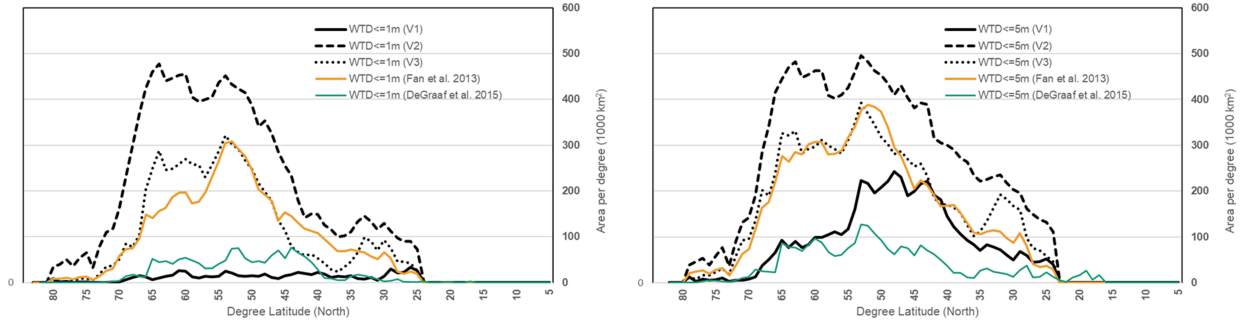 600
500
400
300
200
100
0
Area per degree (1000 km²)
WTD<=1m (V1)
WTD<=1m (V2)
WTD<=1m (V3)
WTD<=1m (Fan et al. 2013)
WTD<=1m (DeGraaf et al. 2015)
0
80 75 70 65 60 55 50 45 40 35 30 25 20 15 10 5
Degree Latitude (North)
600
500
400
300
200
100
0
Area per degree (1000 km²)
WTD<=5m (V1)
WTD<=5m (V2)
WTD<=5m (V3)
WTD<=5m (Fan et al. 2013)
WTD<=5m (DeGraaf et al. 2015)
0
80 75 70 65 60 55 50 45 40 35 30 25 20 15 10 5
Degree Latitude (North)